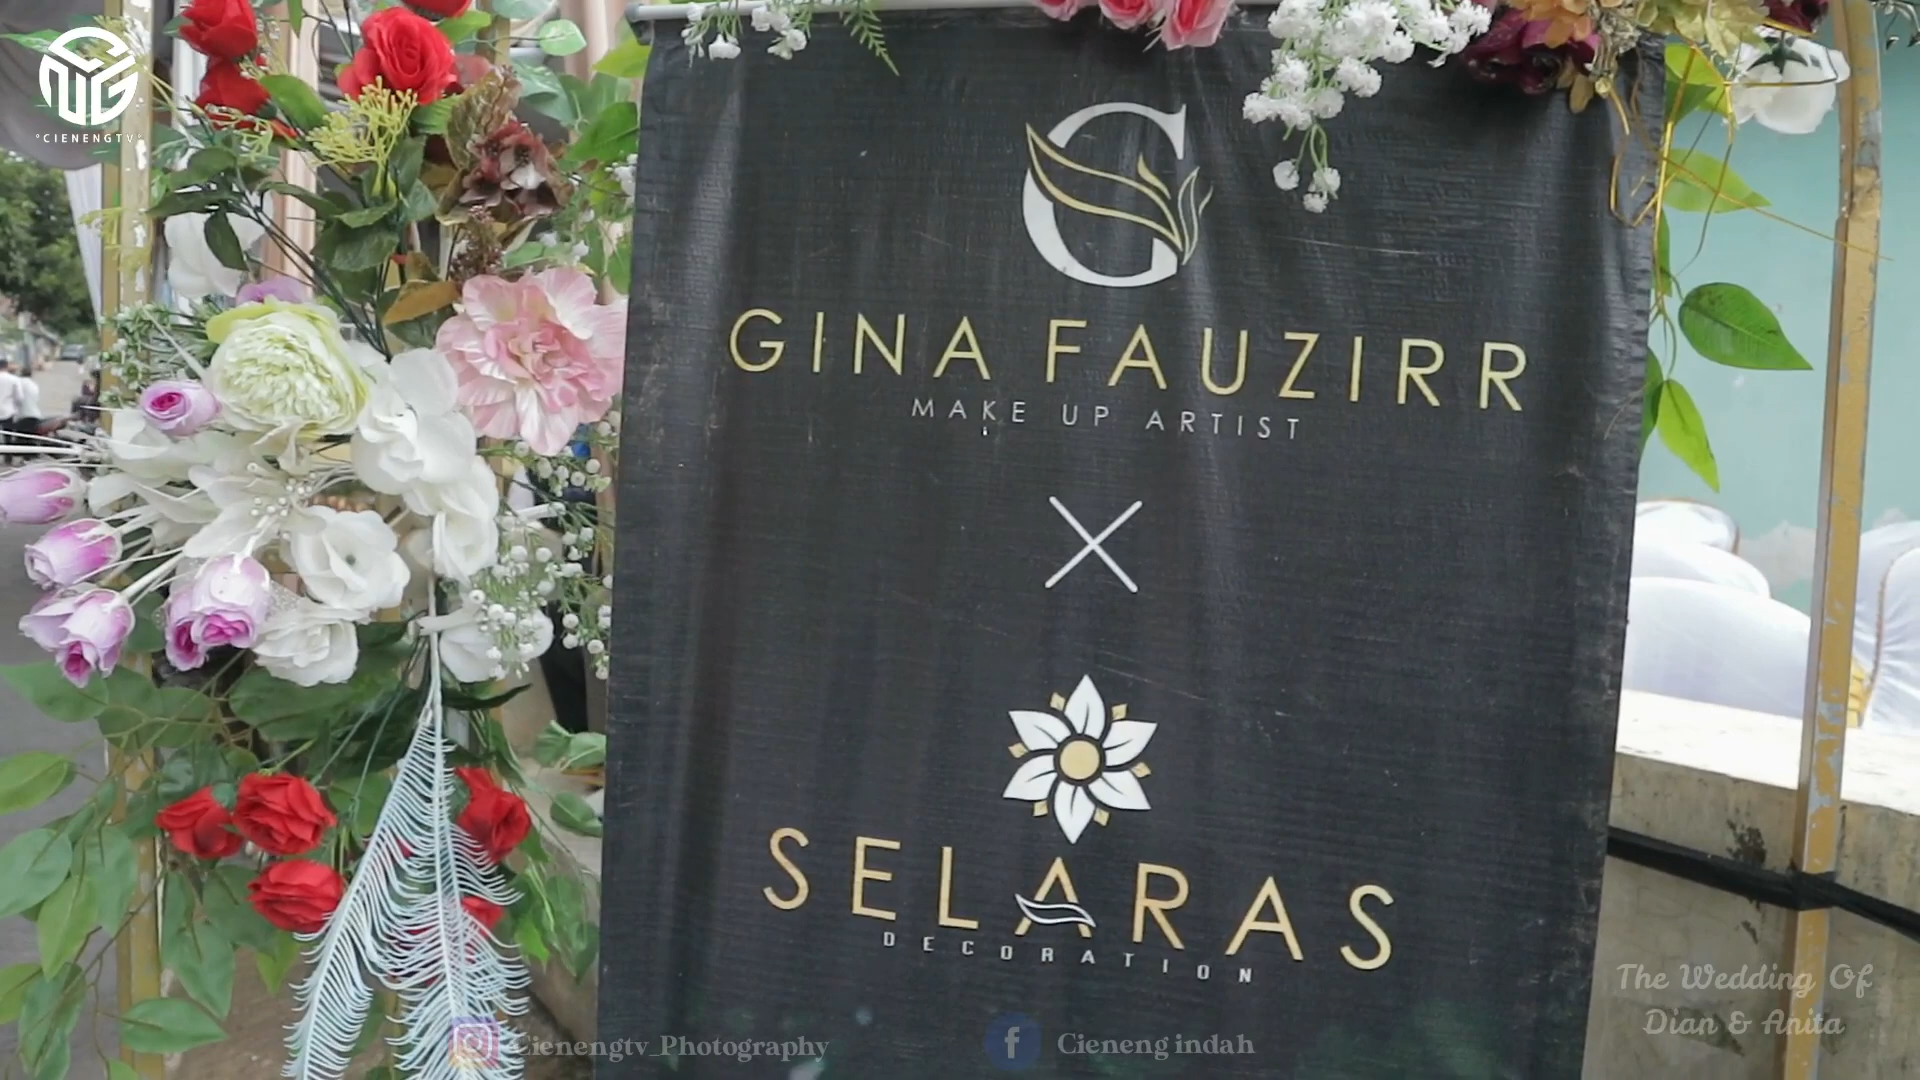 °CIENENGTV°
GINA FAUZIRR
MAKE UP ARTIST
X
SELARAS
DECORATION
The Wedding Of
Dian & Anita
Cienengtv_Photography
Cieneng indah